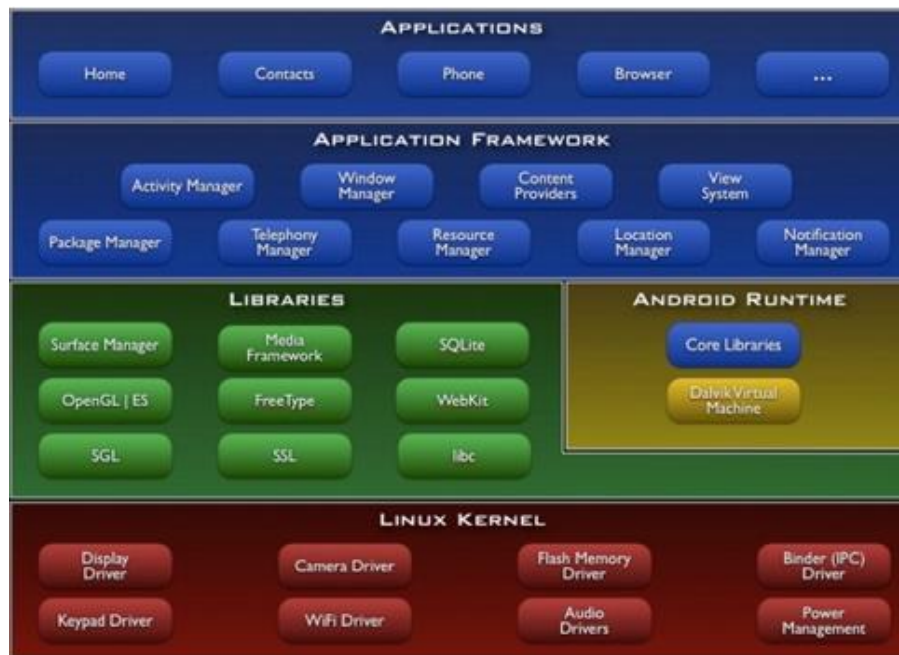 APPLICATIONS
Home
Contacts
Phone
Browser
...
APPLICATION FRAMEWORK
Activity Manager
Window
Manager
Content
Providers
View
System
Package Manager
Telephony
Manager
Resource
Manager
Location
Manager
Notification
Manager
LIBRARIES
Surface Manager
Media
Framework
SQLite
OpenGL | ES
FreeType
WebKit
SGL
SSL
libc
ANDROID RUNTIME
Core Libraries
Dalvik Virtual
Machine
LINUX KERNEL
Display
Driver
Camera Driver
Flash Memory
Driver
Binder (IPC)
Driver
Keypad Driver
WiFi Driver
Audio
Drivers
Power
Management